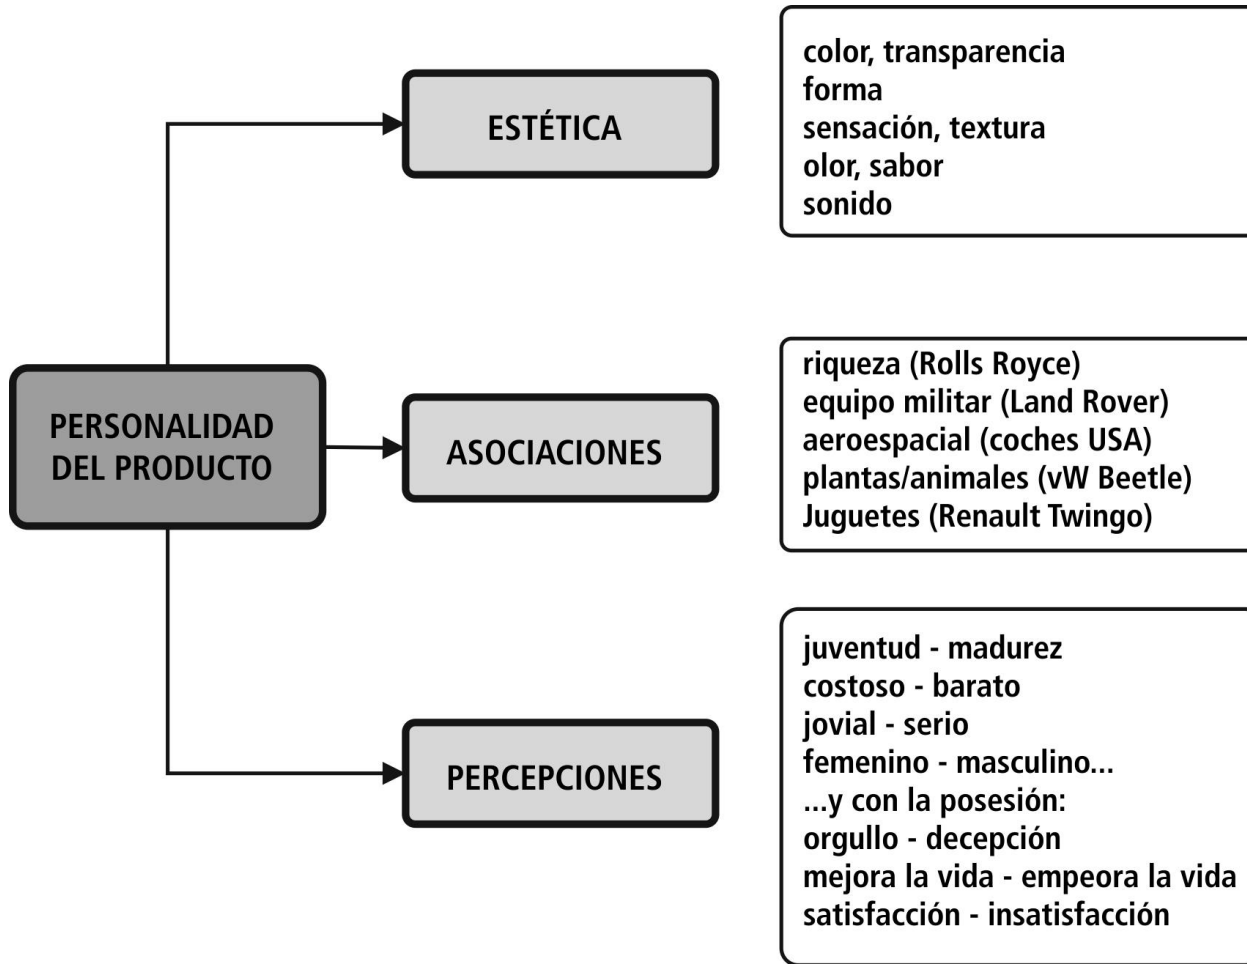 color, transparencia
forma
sensación, textura
olor, sabor
sonido
ESTÉTICA
riqueza (Rolls Royce)
equipo militar (Land Rover)
aeroespacial (coches USA)
plantas/animales (vW Beetle)
Juguetes (Renault Twingo)
PERSONALIDAD
DEL PRODUCTO
ASOCIACIONES
juventud - madurez
costoso - barato
jovial - serio
femenino - masculino...
...y con la posesión:
orgullo - decepción
mejora la vida - empeora la vida
satisfacción - insatisfacción
PERCEPCIONES